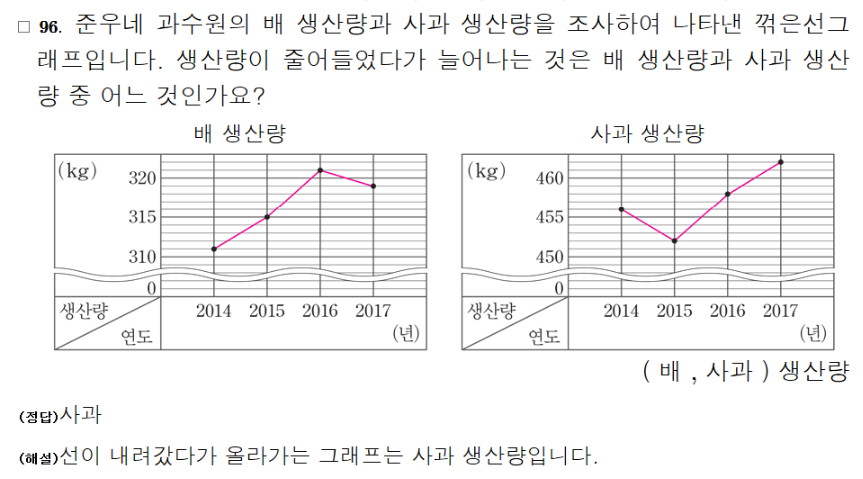 □ 96. 준우네 과수원의 배 생산량과 사과 생산량을 조사하여 나타낸 꺾은선그
래프입니다. 생산량이 줄어들었다가 늘어나는 것은 배 생산량과 사과 생산
량 중 어느 것인가요?
배 생산량
(kg)
320
315
310
0
생산량
연도
2014 2015 2016 2017
(년)
사과 생산량
(kg)
460
455
450
0
생산량
연도
2014 2015 2016 2017
(년)
( 배 , 사과 ) 생산량
(정답)사과
(해설)선이 내려갔다가 올라가는 그래프는 사과 생산량입니다.